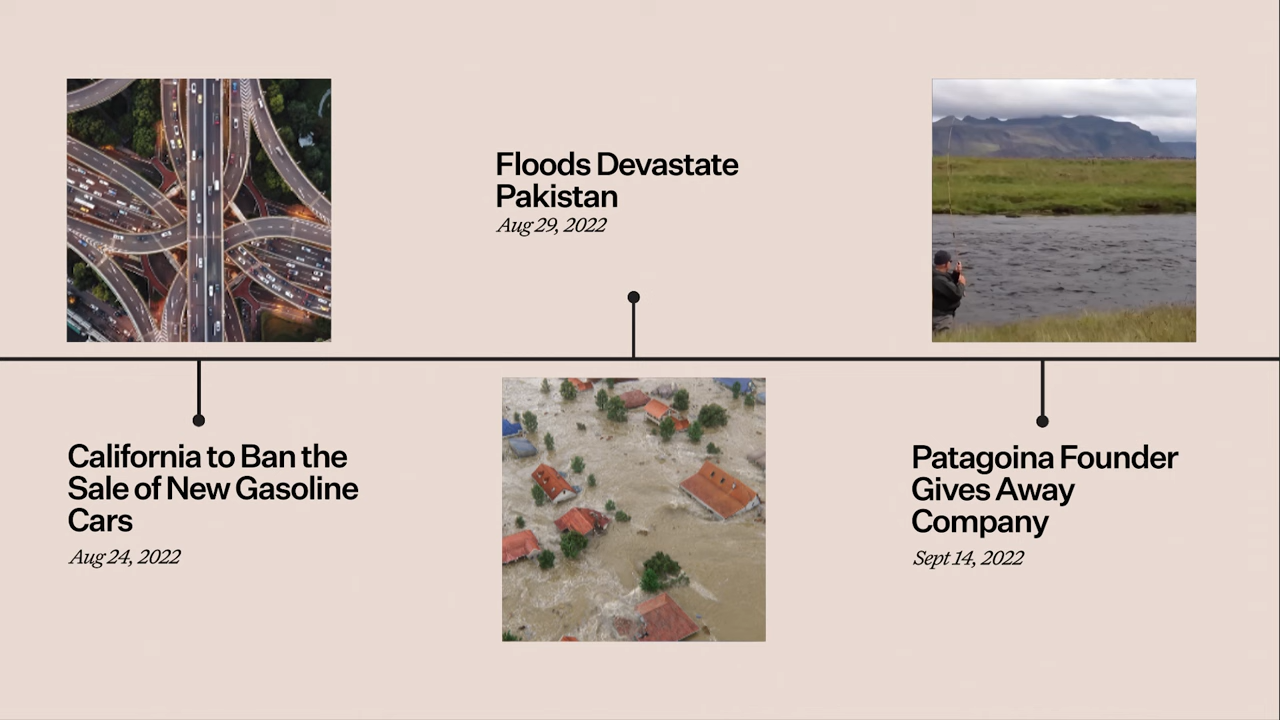 California to Ban the
Sale of New Gasoline
Cars
Aug 24, 2022
Floods Devastate
Pakistan
Aug 29, 2022
Patagoina Founder
Gives Away
Company
Sept 14, 2022